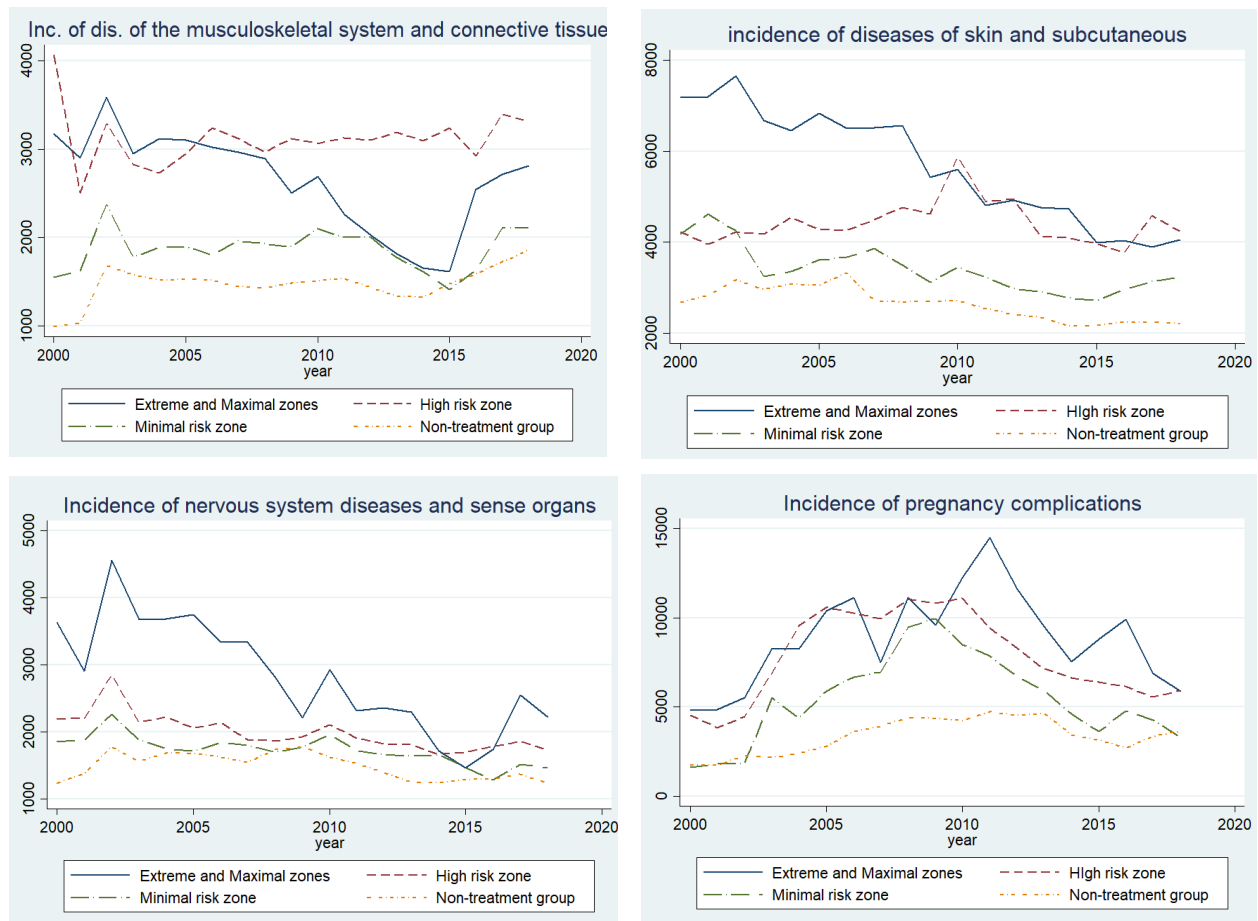 Inc. of dis. of the musculoskeletal system and connective tissue
4000
3000
2000
1000
2000 2005 2010 2015 2020
year
Extreme and Maximal zones High risk zone
Minimal risk zone Non-treatment group
incidence of diseases of skin and subcutaneous
8000
6000
4000
2000
2000 2005 2010 2015 2020
year
Extreme and Maximal zones HIgh risk zone
Minimal risk zone Non-treatment group
Incidence of nervous system diseases and sense organs
5000
4000
3000
2000
1000
2000 2005 2010 2015 2020
year
Extreme and Maximal zones High risk zone
Minimal risk zone Non-treatment group
Incidence of pregnancy complications
15000
10000
5000
0
2000 2005 2010 2015 2020
year
Extreme and Maximal zones HIgh risk zone
Minimal risk zone Non-treatment group